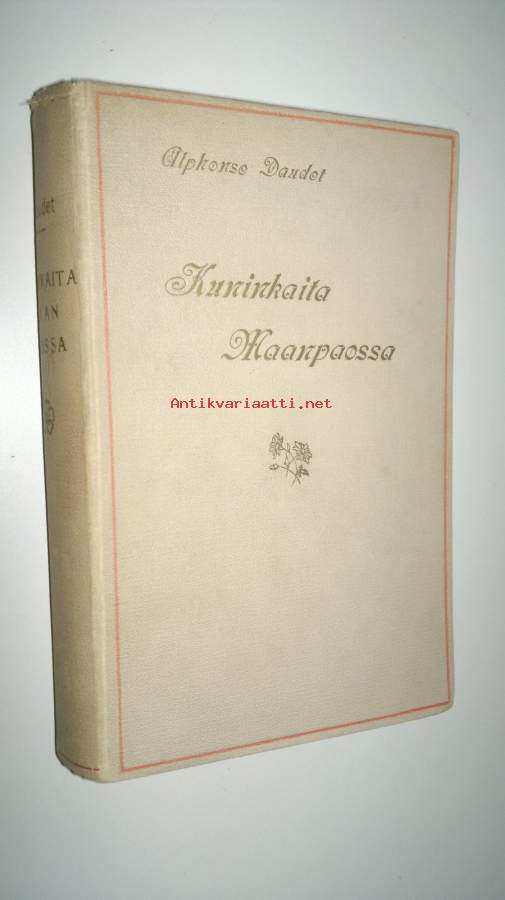 Alphonse Daudet
Kuninkaita
Maanpaossa
Antikvariaatti.net